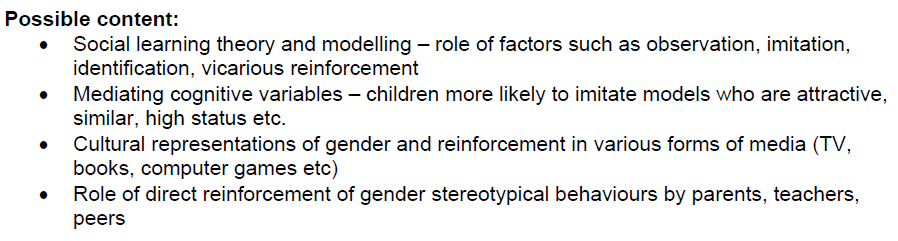 Possible content:
• Social learning theory and modelling – role of factors such as observation, imitation,
identification, vicarious reinforcement
• Mediating cognitive variables – children more likely to imitate models who are attractive,
similar, high status etc.
• Cultural representations of gender and reinforcement in various forms of media (TV,
books, computer games etc)
• Role of direct reinforcement of gender stereotypical behaviours by parents, teachers,
peers